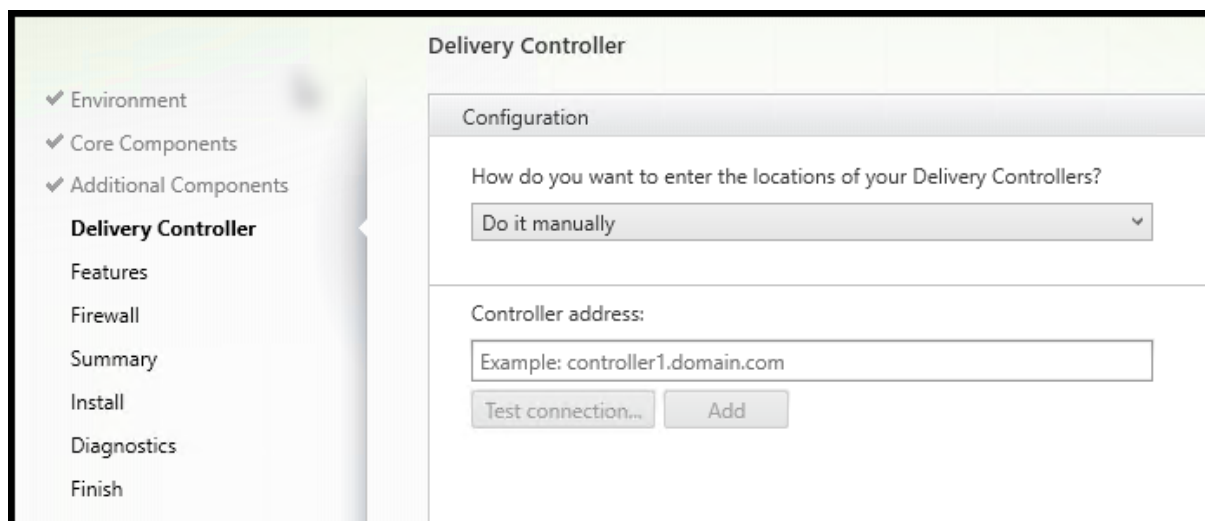 Delivery Controller
Environment
Core Components
Additional Components
Delivery Controller
Features
Firewall
Summary
Install
Diagnostics
Finish
Configuration
How do you want to enter the locations of your Delivery Controllers?
Do it manually
Controller address:
Example: controller1.domain.com
Test connection...
Add